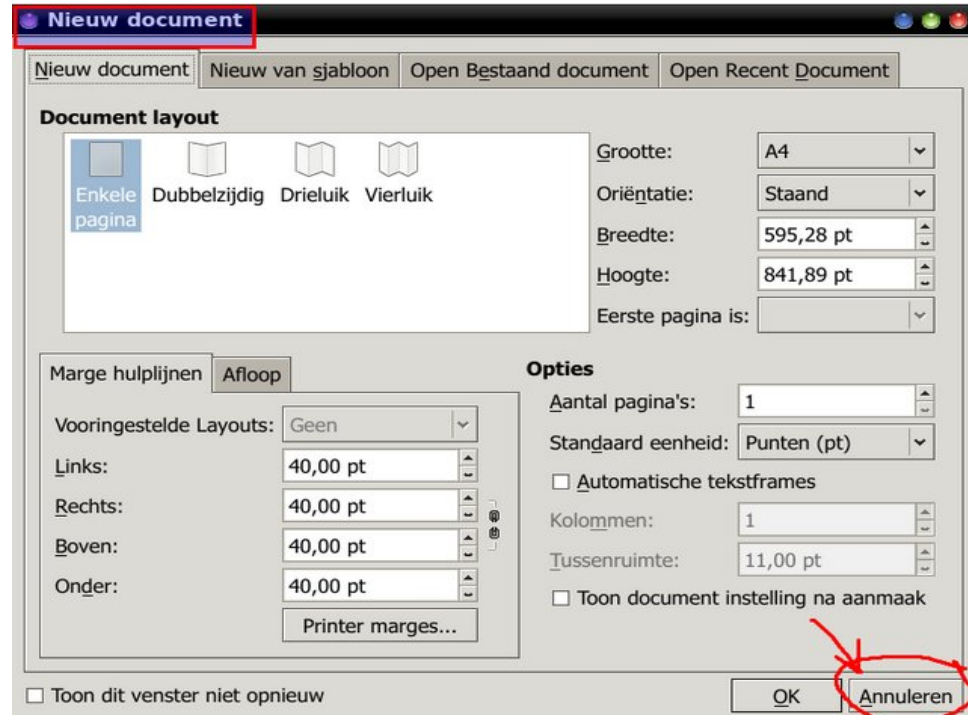 Nieuw document
Nieuw document Nieuw van sjabloon Open Bestaand document Open Recent Document
Document layout
Enkele pagina
Dubbelzijdig
Drieluik
Vierluik
Grootte: A4
Oriëntatie: Staand
Breedte: 595,28 pt
Hoogte: 841,89 pt
Eerste pagina is:
Marge hulplijnen Afloop
Vooringestelde Layouts: Geen
Links: 40,00 pt
Rechts: 40,00 pt
Boven: 40,00 pt
Onder: 40,00 pt
Printer marges...
Opties
Aantal pagina's: 1
Standaard eenheid: Punten (pt)
Automatische tekstframes
Kolommen: 1
Tussenruimte: 11,00 pt
Toon document instelling na aanmaak
Toon dit venster niet opnieuw
OK Annuleren